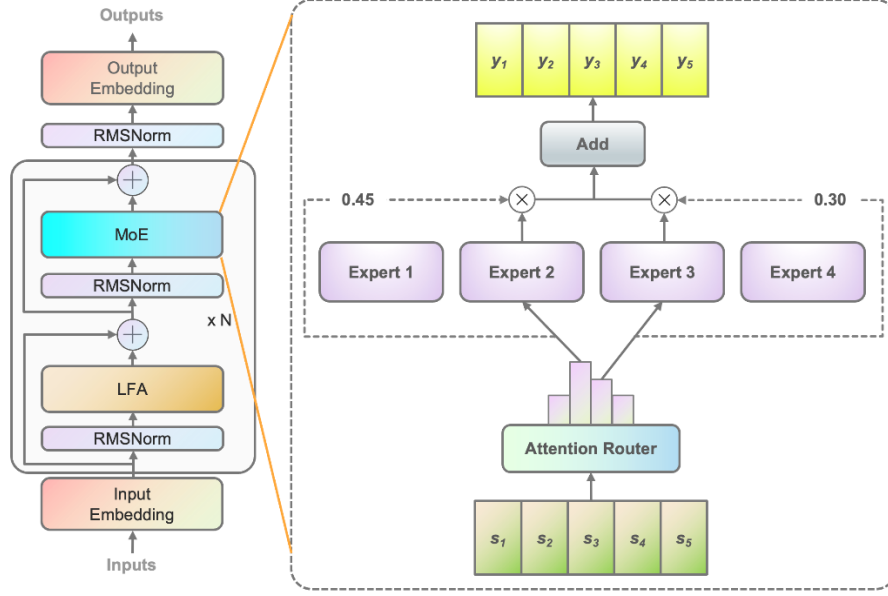 Outputs
Output
Embedding
RMSNorm
MoE
RMSNorm
x N
LFA
RMSNorm
Input
Embedding
Inputs
y1 y2 y3 y4 y5
Add
0.45 0.30
Expert 1 Expert 2 Expert 3 Expert 4
Attention Router
s1 s2 s3 s4 s5